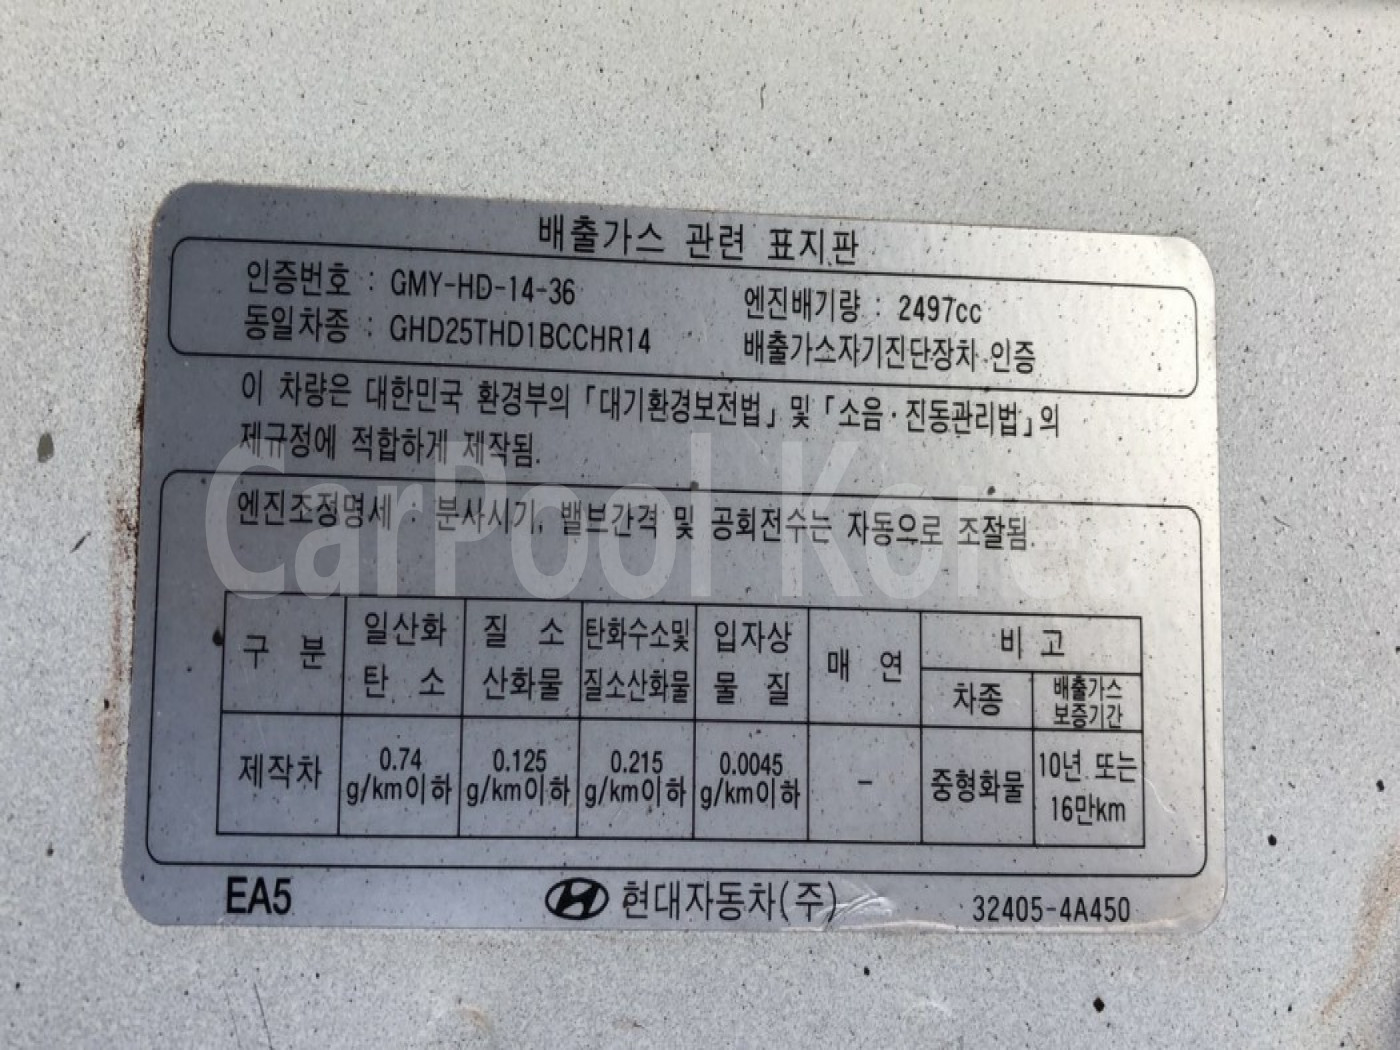 배출가스 관련 표지판
인증번호 : GMY-HD-14-36
엔진배기량 : 2497cc
동일차종 : GHD25THD1BCCHR14
배출가소자기진단장차 인증
이 차량은 대한민국 환경부의 「대기환경보전법」 및 「소음·진동관리법」의
제규정에 적합하게 제작됨.
CarPool Korea
엔진조정명세 : 분사시기, 밸브간격 및 공회전수는 자동으로 조절됨.
구 분 일산화 탄 소 질 소 산화물 탄화수소및 질소산화물 입자상 물 질 매 연 비 고
차종 배출가스 보증기간
제작차 0.74 g/km이하 0.125 g/km이하 0.215 g/km이하 0.0045 g/km이하 - 중형화물 10년 또는 16만km
EA5 현대자동차(주) 32405-4A450